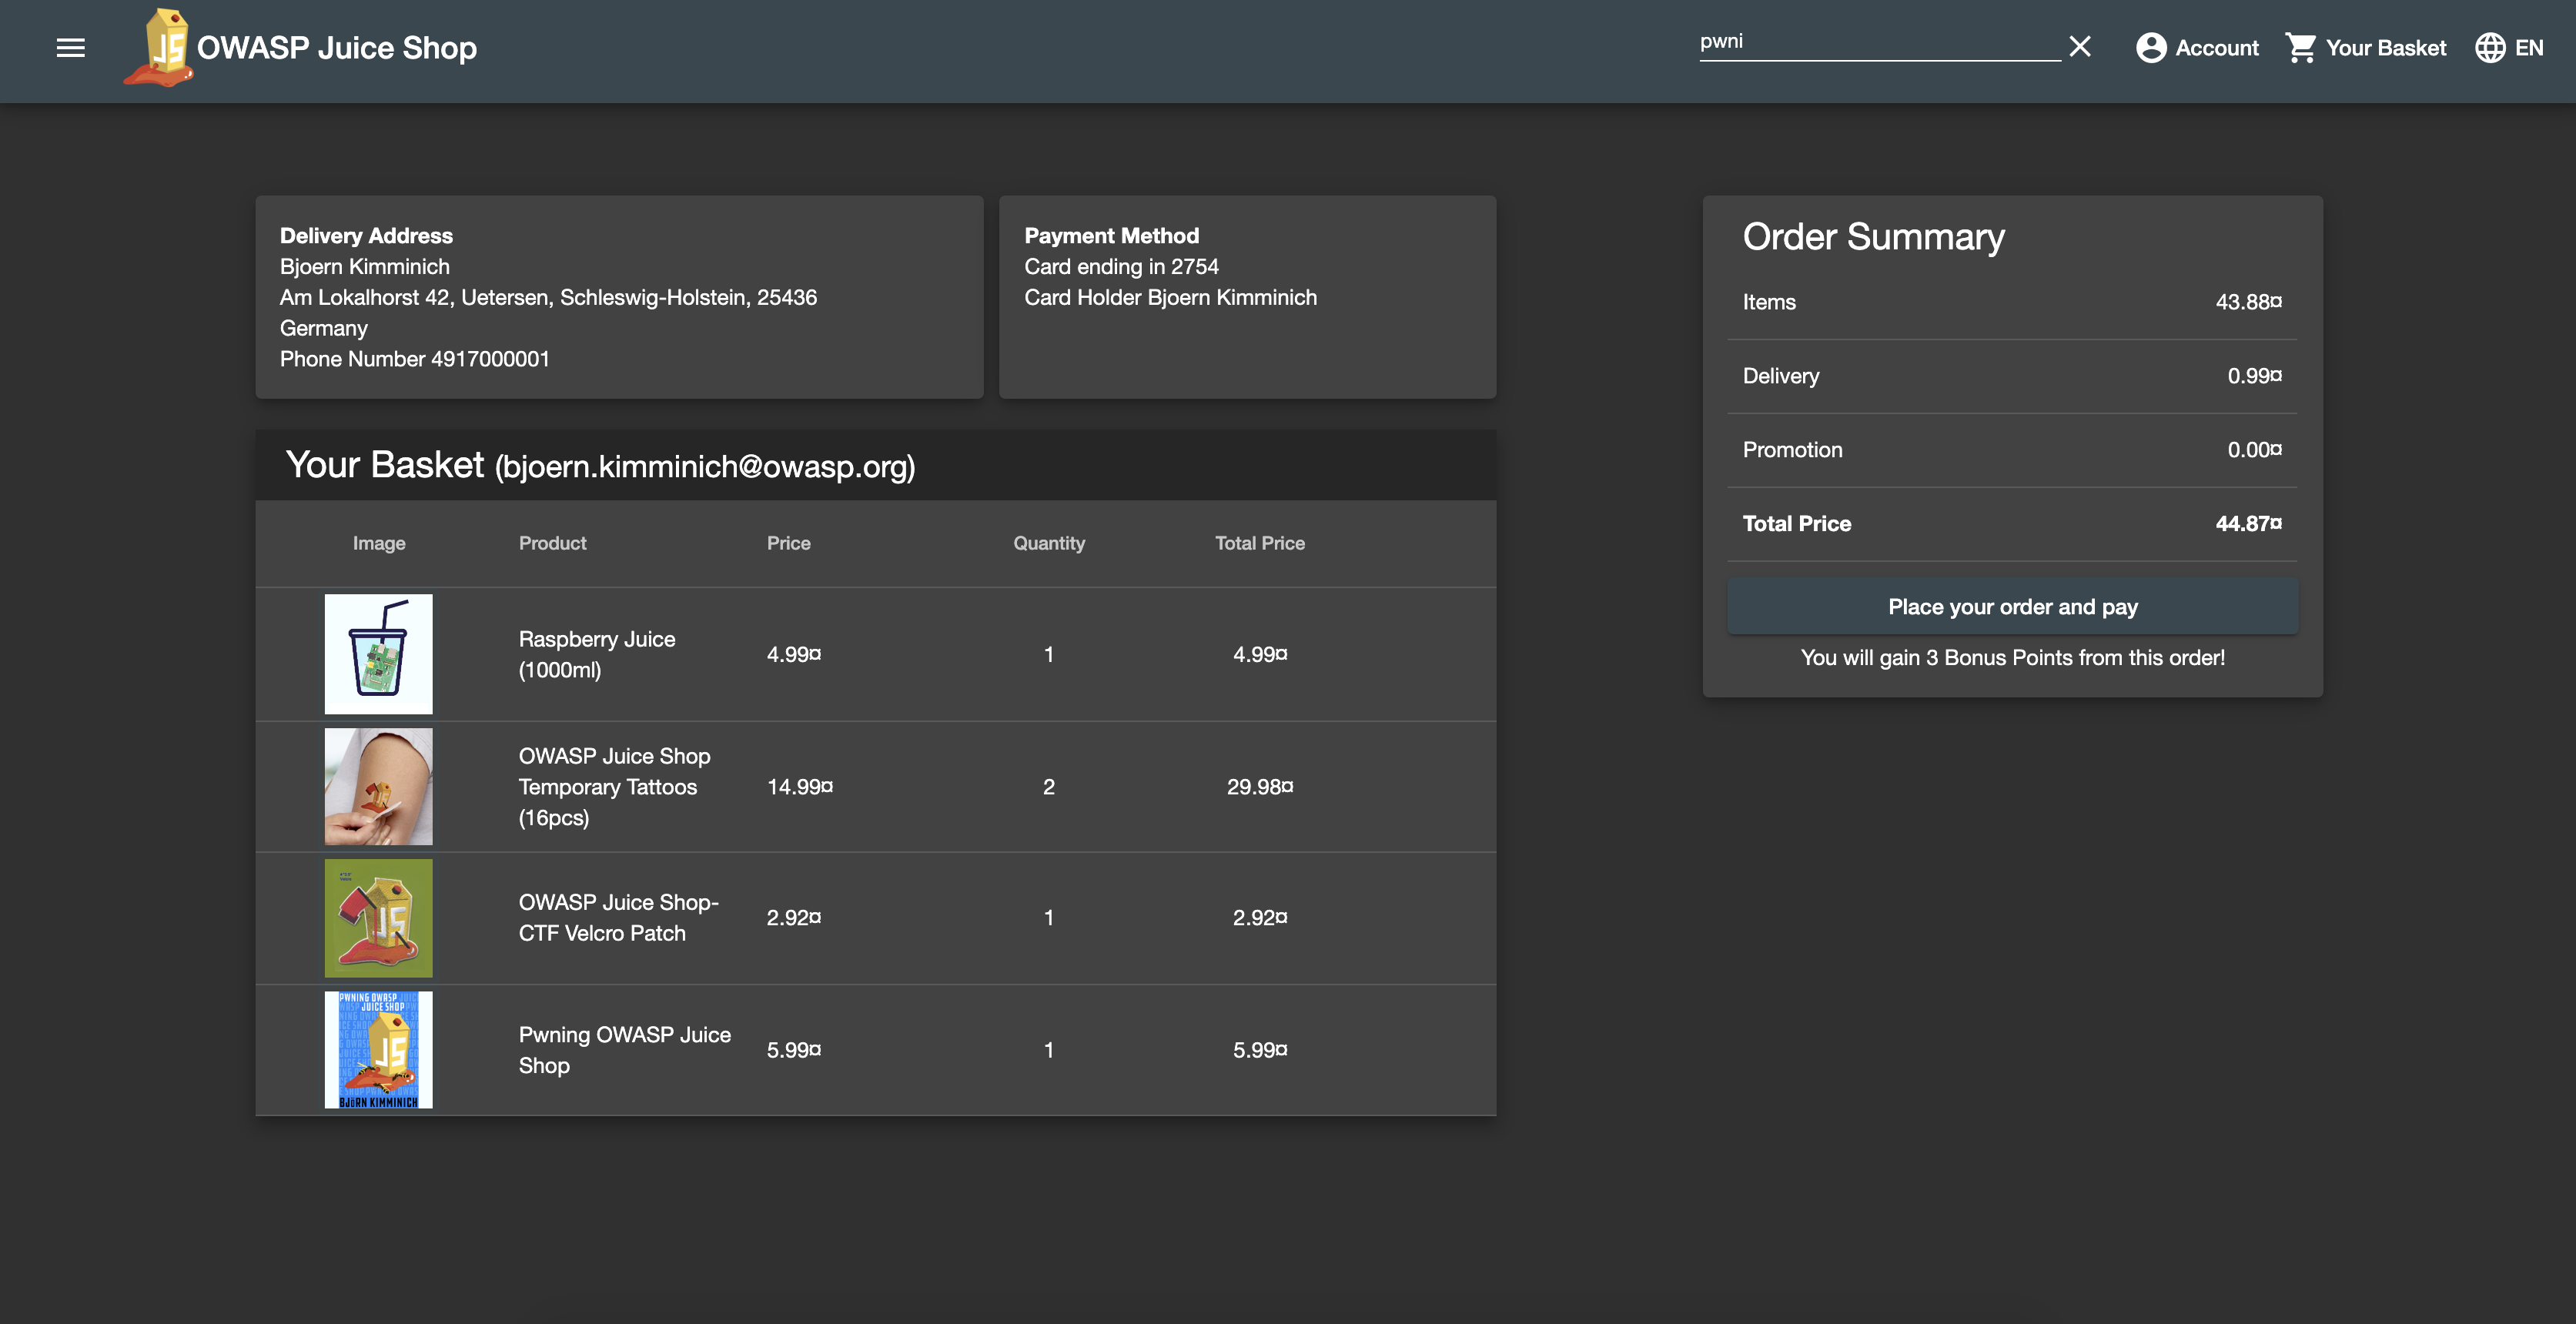 OWASP Juice Shop
pwni
Account
Your Basket
EN
Delivery Address
Bjoern Kimminich
Am Lokalhorst 42, Uetersen, Schleswig-Holstein, 25436
Germany
Phone Number 4917000001
Payment Method
Card ending in 2754
Card Holder Bjoern Kimminich
Order Summary
Items 43.88¤
Delivery 0.99¤
Promotion 0.00¤
Total Price 44.87¤
Place your order and pay
You will gain 3 Bonus Points from this order!
Your Basket (bjoern.kimminich@owasp.org)
Image Product Price Quantity Total Price
Raspberry Juice
(1000ml)
4.99¤ 1 4.99¤
OWASP Juice Shop
Temporary Tattoos
(16pcs)
14.99¤ 2 29.98¤
JS
OWASP Juice Shop-
CTF Velcro Patch
2.92¤ 1 2.92¤
PWNING OWASP
JUICE SHOP
JS
BJÖRN KIMMINICH
Pwning OWASP Juice
Shop
5.99¤ 1 5.99¤